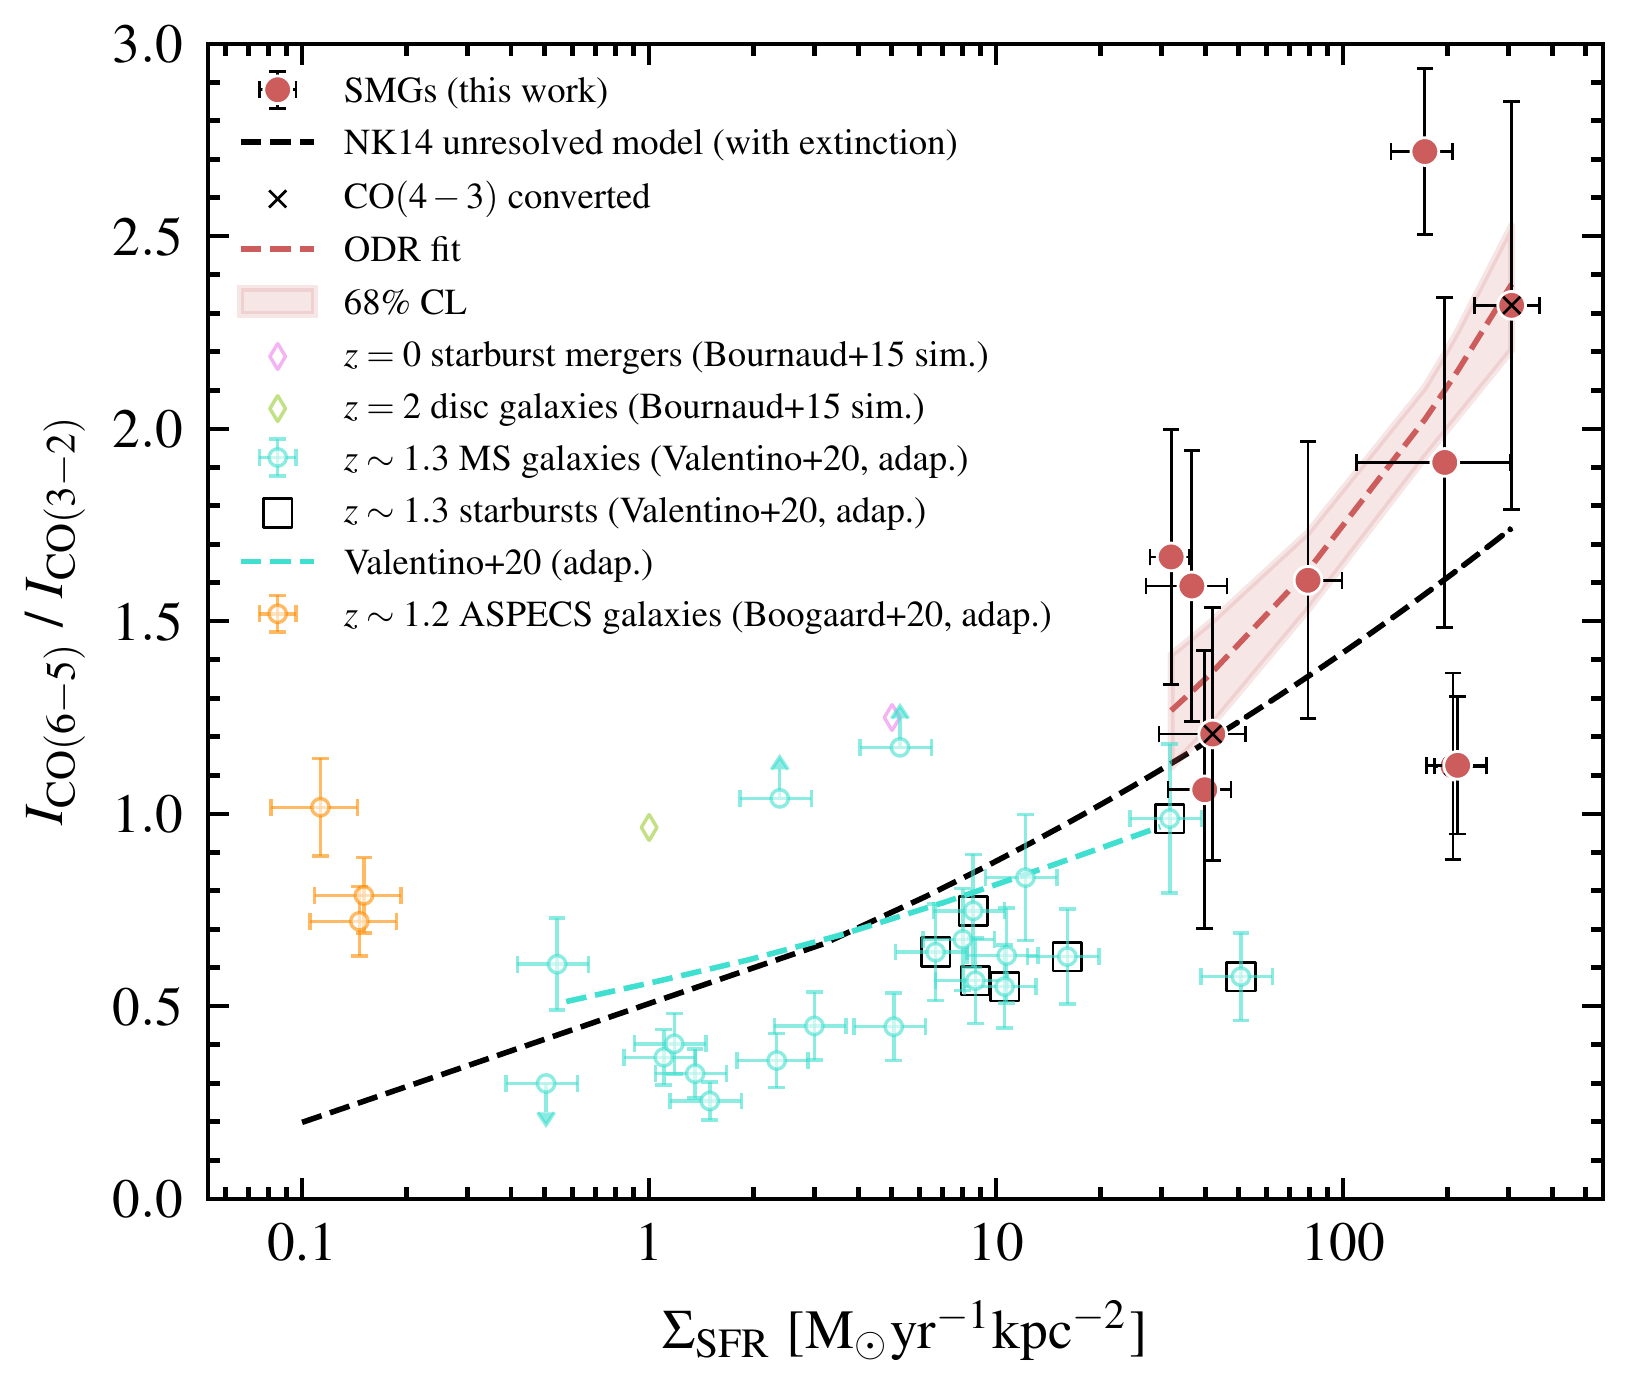 3.0
2.5
2.0
1.5
1.0
0.5
0.0
I_CO(6−5) / I_CO(3−2)
SMGs (this work)
NK14 unresolved model (with extinction)
CO(4 − 3) converted
ODR fit
68% CL
z = 0 starburst mergers (Bournaud+15 sim.)
z = 2 disc galaxies (Bournaud+15 sim.)
z ∼ 1.3 MS galaxies (Valentino+20, adap.)
z ∼ 1.3 starbursts (Valentino+20, adap.)
Valentino+20 (adap.)
z ∼ 1.2 ASPECS galaxies (Boogaard+20, adap.)
0.1 1 10 100
Σ_SFR [M_⊙yr⁻¹kpc⁻²]